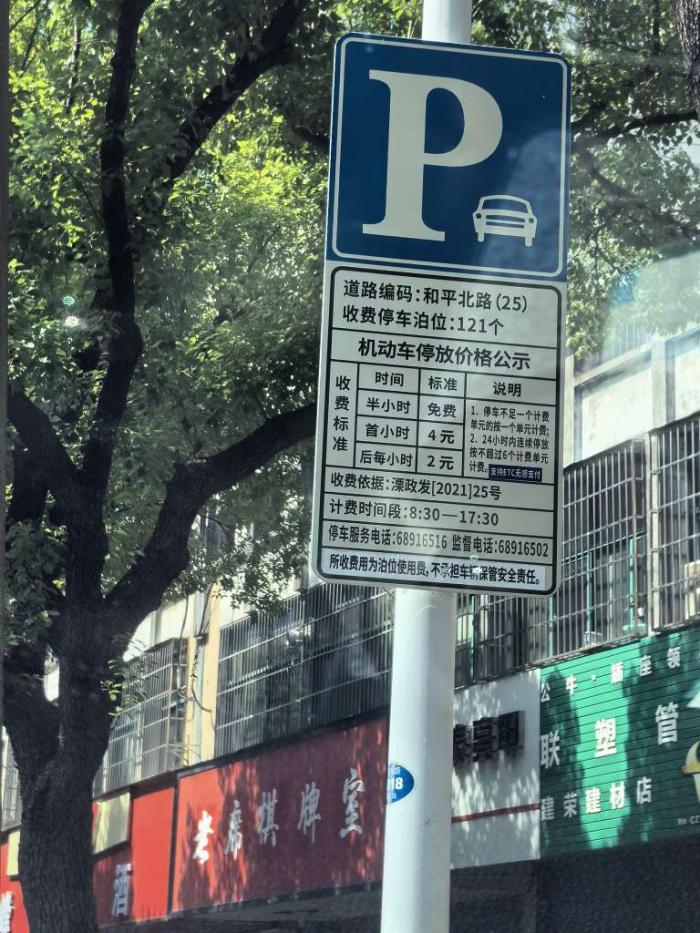 P
道路编码:和平北路(25)
收费停车泊位:121个
机动车停放价格公示
收费标准
时间 标准 说明
半小时 免费
首小时 4元
后每小时 2元
1. 停车不足一个计费
单元的按一个单元计费;
2. 24小时内连续停放
按不超过6个计费单元
计费。支持ETC无感支付
收费依据:溧政发[2021]25号
计费时间段:8:30—17:30
停车服务电话:68916516 监督电话:68916502
所收费用为泊位使用费,不承担车辆保管安全责任。
公牛·插座领
联塑管
建荣建材店
老席棋牌室
酒
18